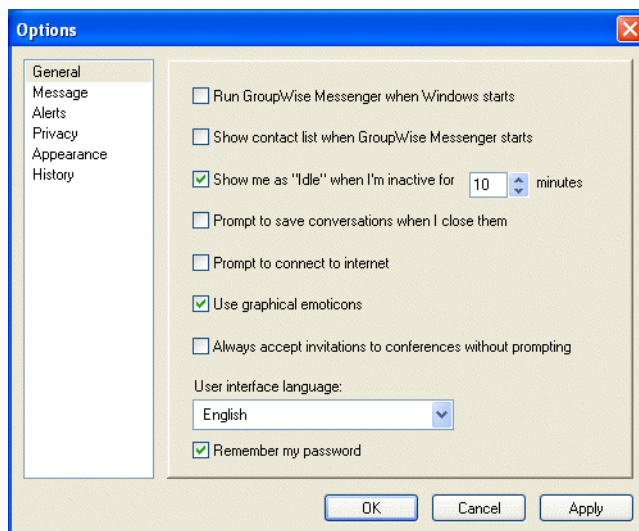 Options
General
Message
Alerts
Privacy
Appearance
History
Run GroupWise Messenger when Windows starts
Show contact list when GroupWise Messenger starts
Show me as "Idle" when I'm inactive for 10 minutes
Prompt to save conversations when I close them
Prompt to connect to internet
Use graphical emoticons
Always accept invitations to conferences without prompting
User interface language:
English
Remember my password
OK Cancel Apply